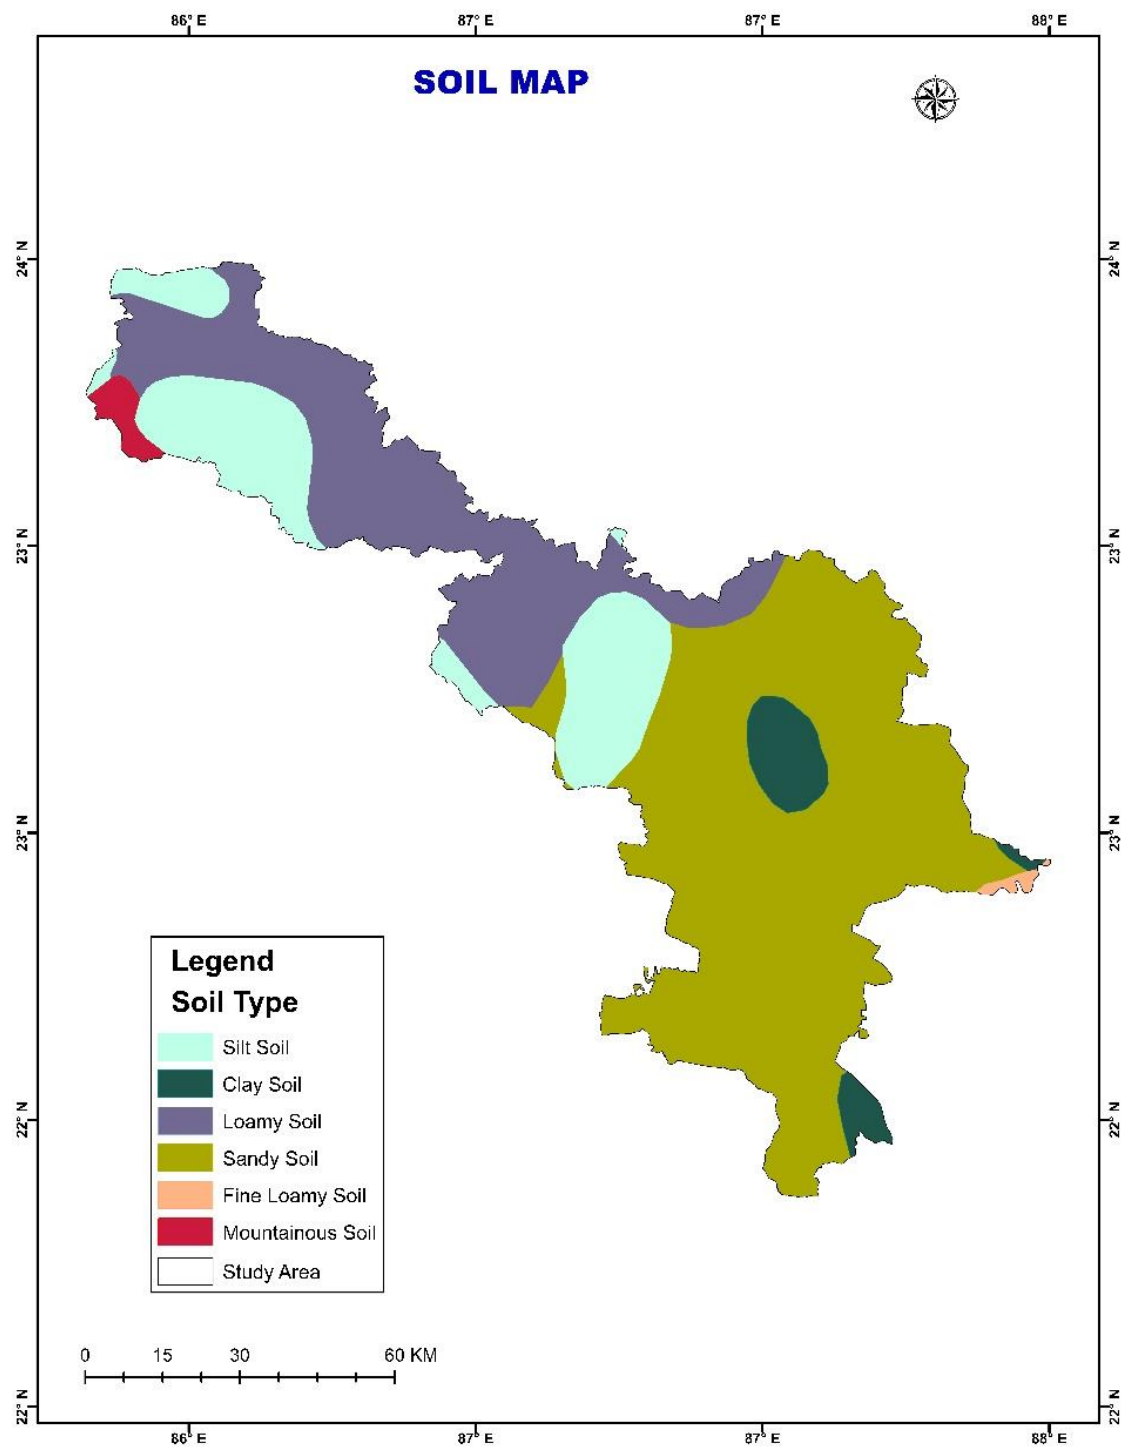 86° E 87° E 87° E 88° E
SOIL MAP
24° N 24° N
23° N 23° N
23° N 23° N
Legend
Soil Type
Silt Soil
Clay Soil
Loamy Soil
Sandy Soil
Fine Loamy Soil
Mountainous Soil
Study Area
22° N 22° N
0 15 30 60 KM
22° N 22° N
86° E 87° E 87° E 88° E